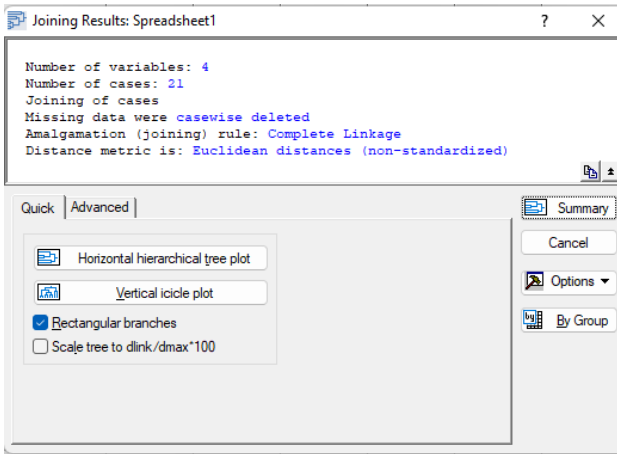 Joining Results: Spreadsheet1 ? ×
Number of variables: 4
Number of cases: 21
Joining of cases
Missing data were casewise deleted
Amalgamation (joining) rule: Complete Linkage
Distance metric is: Euclidean distances (non-standardized)
Quick Advanced
Horizontal hierarchical tree plot
Vertical icicle plot
Rectangular branches
Scale tree to dlink/dmax*100
Summary
Cancel
Options
By Group